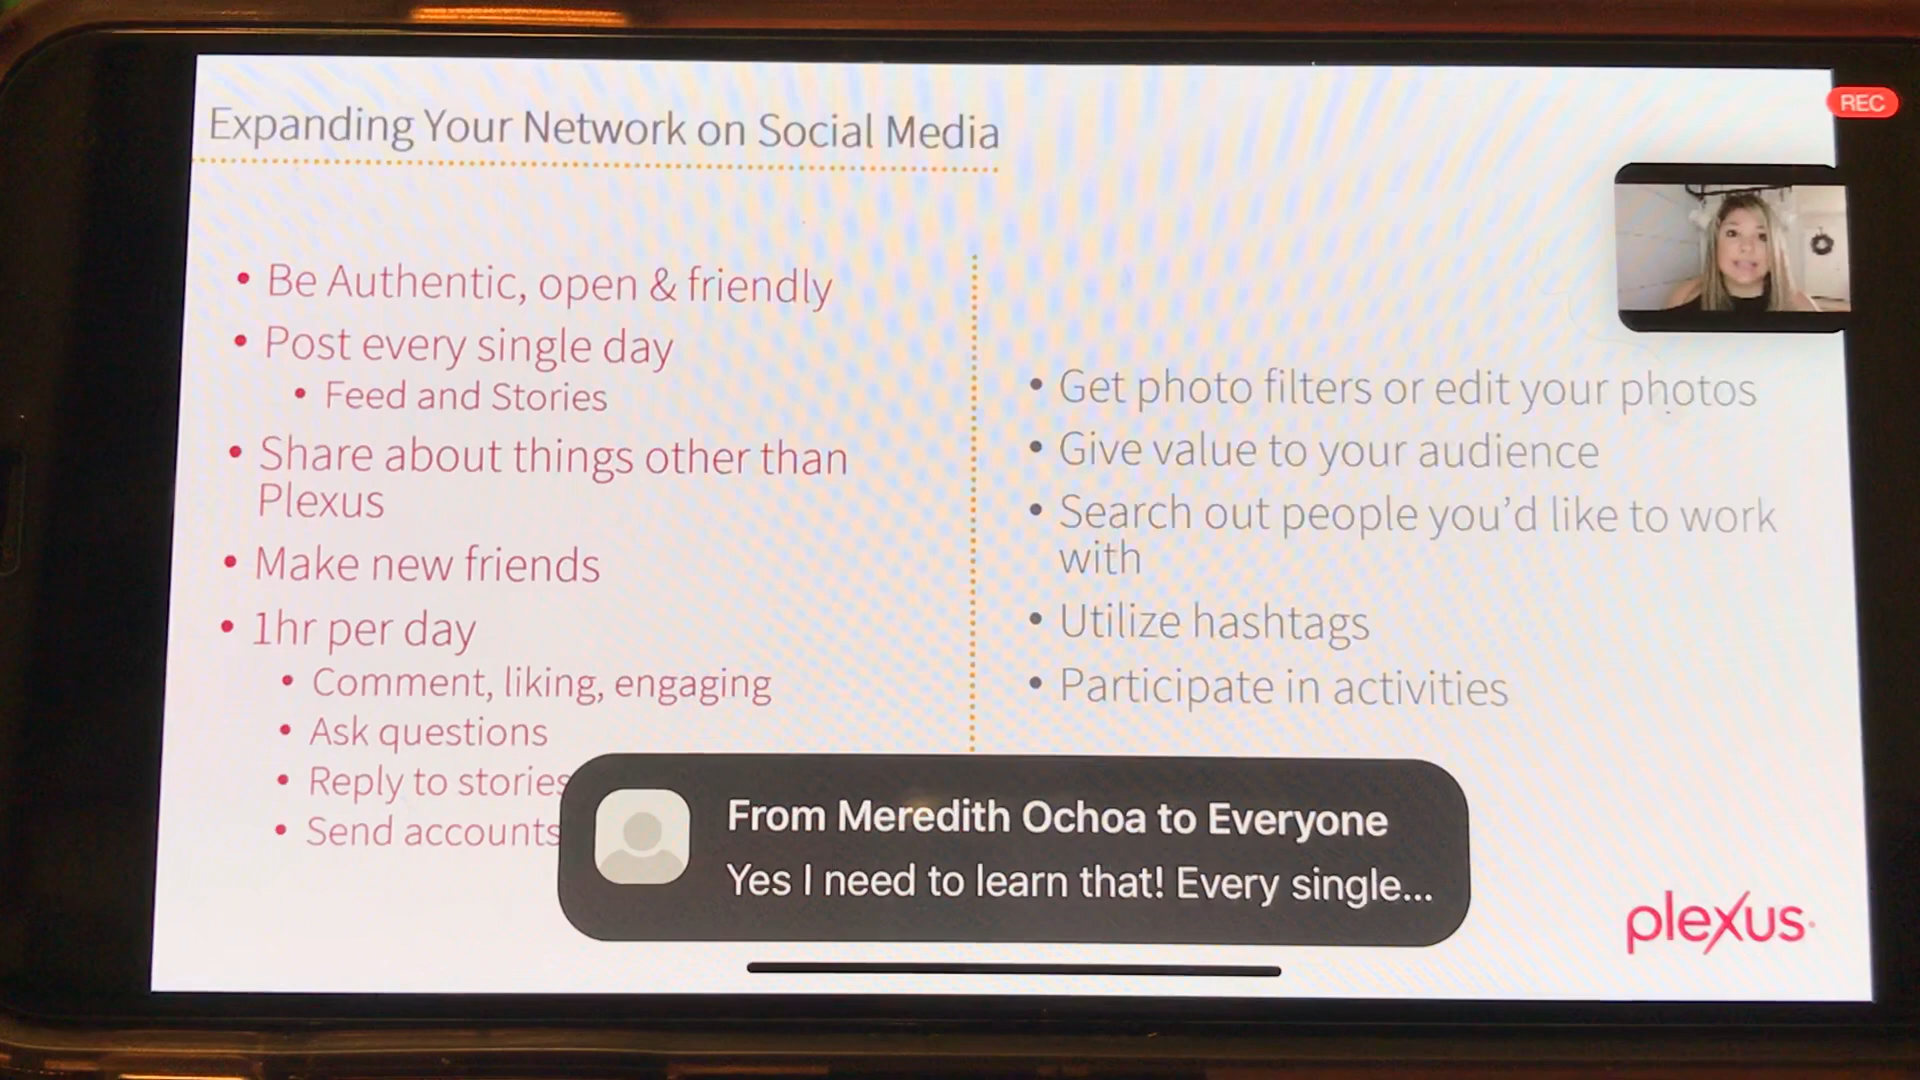 Expanding Your Network on Social Media
REC
• Be Authentic, open & friendly
• Post every single day
• Feed and Stories
• Share about things other than
Plexus
• Make new friends
• 1hr per day
• Comment, liking, engaging
• Ask questions
• Reply to stories
• Send accounts
• Get photo filters or edit your photos
• Give value to your audience
• Search out people you'd like to work
with
• Utilize hashtags
• Participate in activities
From Meredith Ochoa to Everyone
Yes I need to learn that! Every single...
plexus